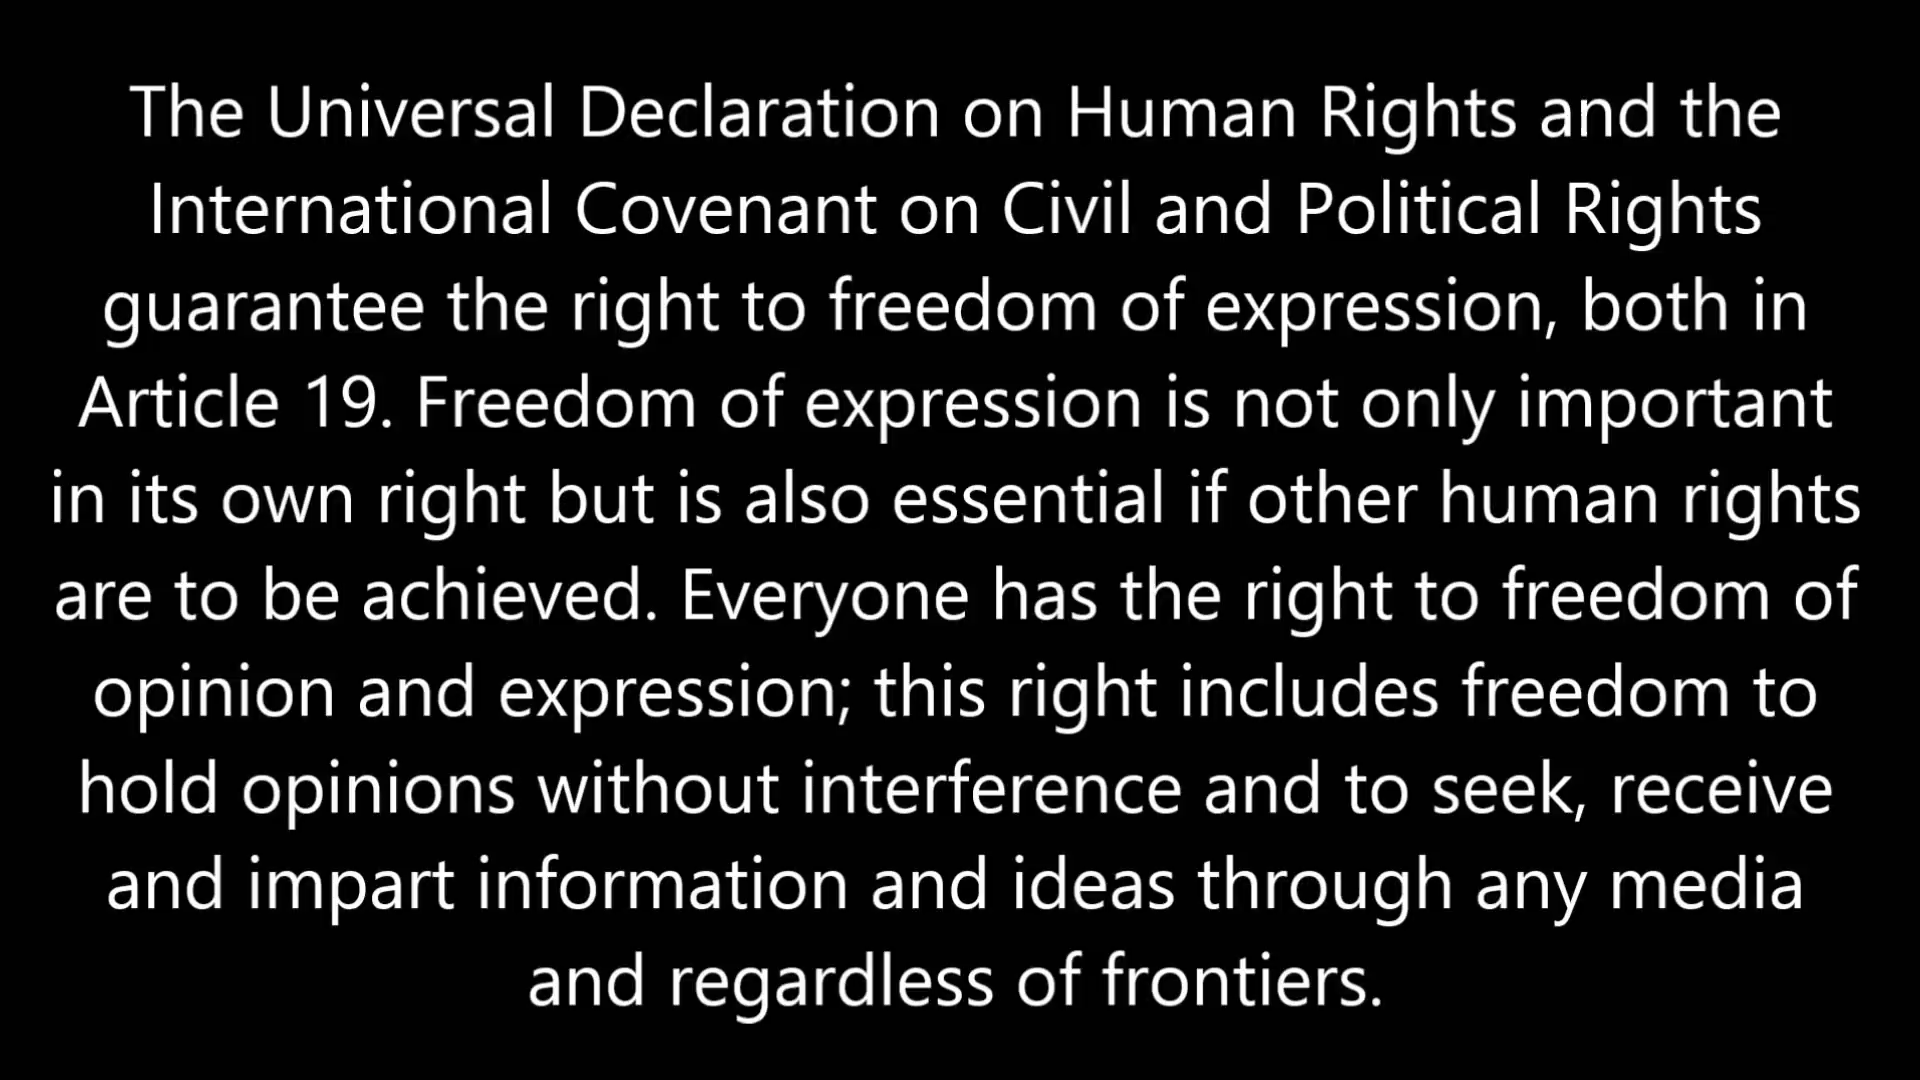 The Universal Declaration on Human Rights and the
International Covenant on Civil and Political Rights
guarantee the right to freedom of expression, both in
Article 19. Freedom of expression is not only important
in its own right but is also essential if other human rights
are to be achieved. Everyone has the right to freedom of
opinion and expression; this right includes freedom to
hold opinions without interference and to seek, receive
and impart information and ideas through any media
and regardless of frontiers.